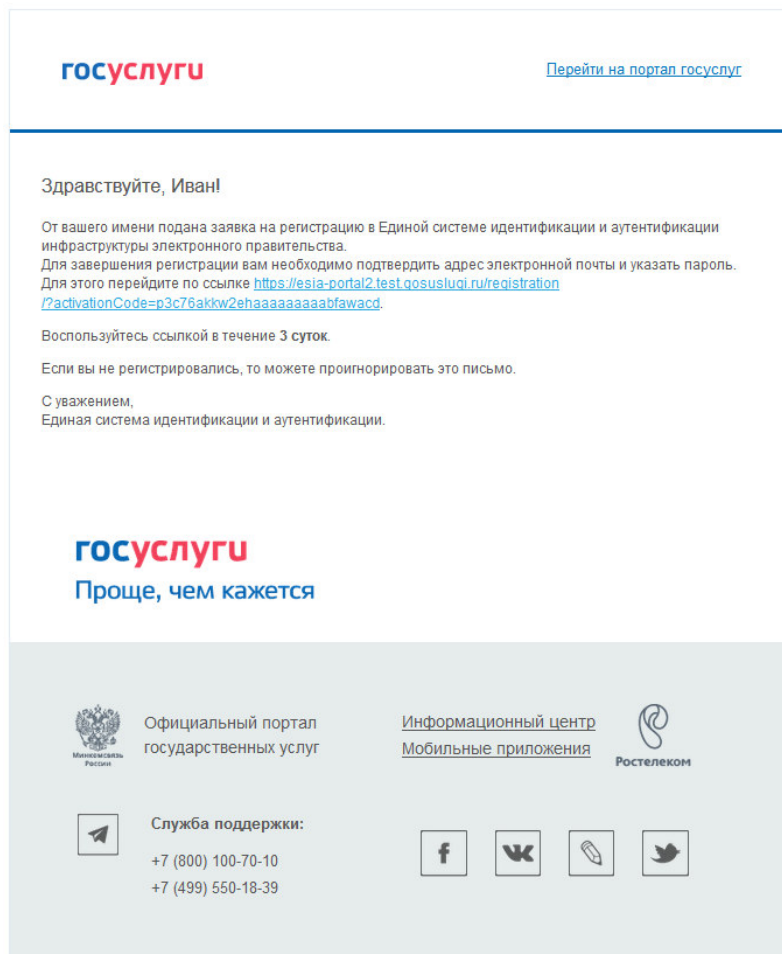 госуслуги
Перейти на портал госуслуг
Здравствуйте, Иван!
От вашего имени подана заявка на регистрацию в Единой системе идентификации и аутентификации
инфраструктуры электронного правительства.
Для завершения регистрации вам необходимо подтвердить адрес электронной почты и указать пароль.
Для этого перейдите по ссылке https://esia-portal2.test.gosuslugi.ru/registration
/?activationCode=p3c76akkw2ehaaaaaaaaabfawacd.
Воспользуйтесь ссылкой в течение 3 суток.
Если вы не регистрировались, то можете проигнорировать это письмо.
С уважением,
Единая система идентификации и аутентификации.
госуслуги
Проще, чем кажется
Минкомсвязь
России
Официальный портал
государственных услуг
Информационный центр
Мобильные приложения
Ростелеком
Служба поддержки:
+7 (800) 100-70-10
+7 (499) 550-18-39